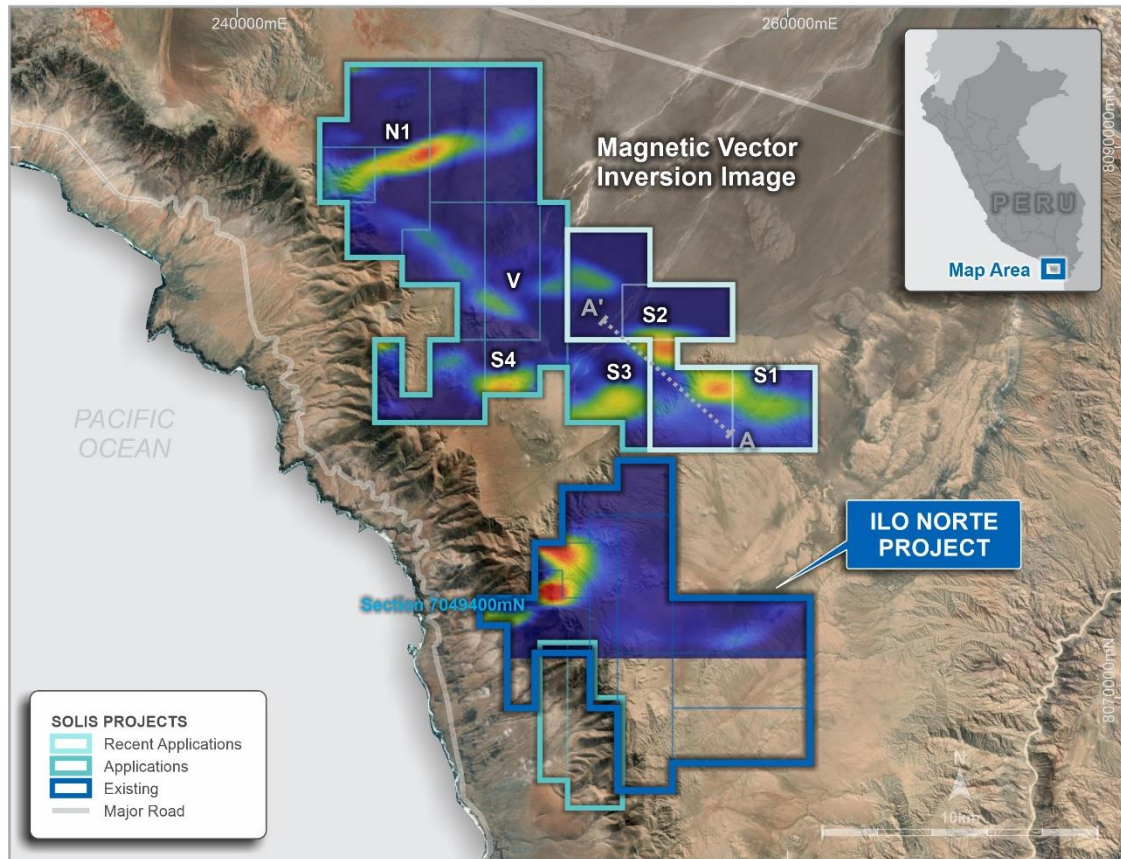 240000mE
260000mE
8090000mN
N1
Magnetic Vector
Inversion Image
PERU
Map Area
V
A'
S2
S4
S3
S1
A
PACIFIC
OCEAN
ILO NORTE
PROJECT
Section 7049400mN
8070000mN
SOLIS PROJECTS
Recent Applications
Applications
Existing
Major Road
N
10km